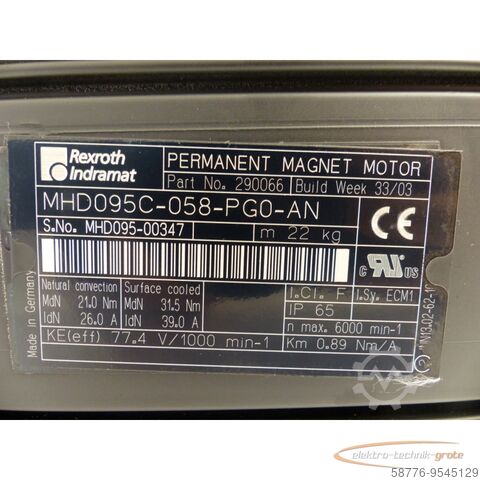 Rexroth
Indramat
PERMANENT MAGNET MOTOR
Part No. 290066 Build Week 33/03
MHD095C-058-PG0-AN
S.No. MHD095-00347
m 22 kg
CE
c RU us
Natural convection
MdN 21.0 Nm
IdN 26.0 A
Surface cooled
MdN 31.5 Nm
IdN 39.0 A
I.Cl. F
I.Sy. ECM1
IP 65
n max. 6000 min-1
KE(eff) 77.4 V/1000 min-1
Km 0.89 Nm/A
Made in Germany
elektro-technik-grote
58776-9545129